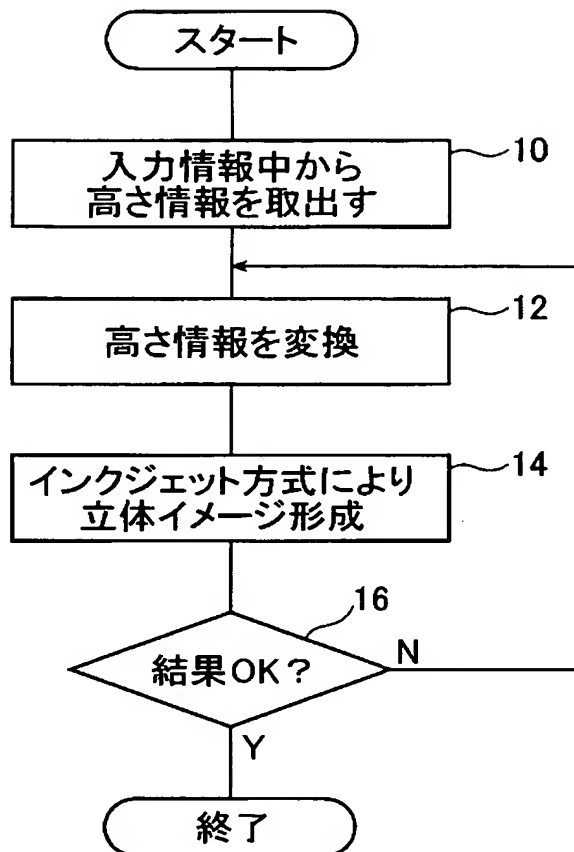 スタート
入力情報中から
高さ情報を取出す
10
高さ情報を変換
12
インクジェット方式により
立体イメージ形成
14
結果OK?
16
N
Y
終了